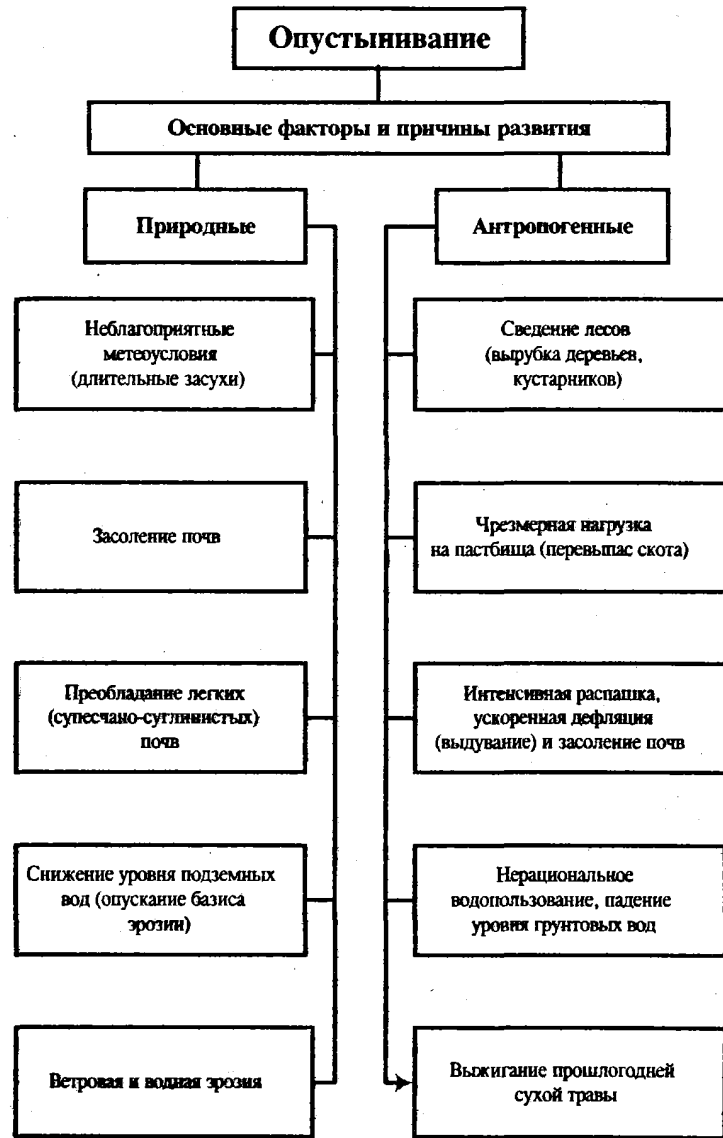 Опустынивание
Основные факторы и причины развития
Природные
Антропогенные
Неблагоприятные
метеоусловия
(длительные засухи)
Сведение лесов
(вырубка деревьев,
кустарников)
Засоление почв
Чрезмерная нагрузка
на пастбища (перевыпас скота)
Преобладание легких
(супесчано-суглинистых)
почв
Интенсивная распашка,
ускоренная дефляция
(выдувание) и засоление почв
Снижение уровня подземных
вод (опускание базиса
эрозии)
Нерациональное
водопользование, падение
уровня грунтовых вод
Ветровая и водная эрозия
Выжигание прошлогодней
сухой травы